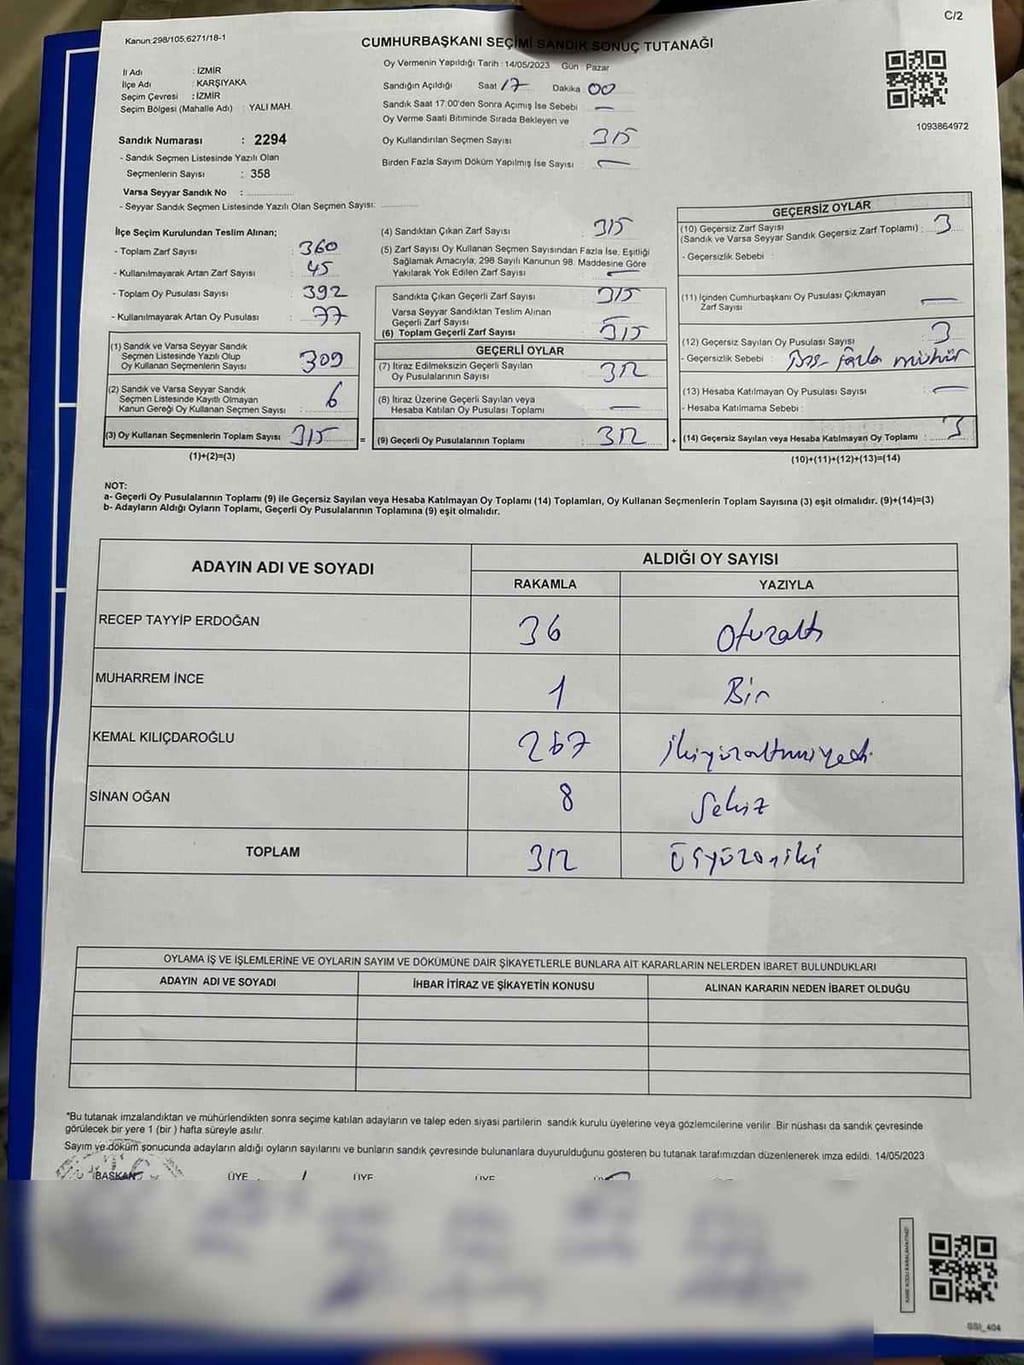 C/2
Kanun:298/105;6271/18-1
CUMHURBAŞKANI SEÇİMİ SANDIK SONUÇ TUTANAĞI
İl Adı : İZMİR
İlçe Adı : KARŞIYAKA
Seçim Çevresi : İZMİR
Seçim Bölgesi (Mahalle Adı) : YALI MAH.
Sandık Numarası : 2294
- Sandık Seçmen Listesinde Yazılı Olan
Seçmenlerin Sayısı : 358
Varsa Seyyar Sandık No :
- Seyyar Sandık Seçmen Listesinde Yazılı Olan Seçmen Sayısı:
Oy Vermenin Yapıldığı Tarih : 14/05/2023 Gün : Pazar
Sandığın Açıldığı Saat 17 Dakika 00
Sandık Saat 17:00'den Sonra Açımış İse Sebebi —
Oy Verme Saati Bitiminde Sırada Bekleyen ve
Oy Kullandırılan Seçmen Sayısı 315
Birden Fazla Sayım Döküm Yapılmış İse Sayısı —
1093864972
İlçe Seçim Kurulundan Teslim Alınan;
- Toplam Zarf Sayısı : 360
- Kullanılmayarak Artan Zarf Sayısı : 45
- Toplam Oy Pusulası Sayısı : 392
- Kullanılmayarak Artan Oy Pusulası : 77
(1) Sandık ve Varsa Seyyar Sandık
Seçmen Listesinde Yazılı Olup
Oy Kullanan Seçmenlerin Sayısı : 309
(2) Sandık ve Varsa Seyyar Sandık
Seçmen Listesinde Kayıtlı Olmayan
Kanun Gereği Oy Kullanan Seçmen Sayısı : 6
(3) Oy Kullanan Seçmenlerin Toplam Sayısı : 315
(1)+(2)=(3)
(4) Sandıktan Çıkan Zarf Sayısı 315
(5) Zarf Sayısı Oy Kullanan Seçmen Sayısından Fazla İse, Eşitliği
Sağlamak Amacıyla; 298 Sayılı Kanunun 98. Maddesine Göre
Yakılarak Yok Edilen Zarf Sayısı —
Sandıkta Çıkan Geçerli Zarf Sayısı 315
Varsa Seyyar Sandıktan Teslim Alınan
Geçerli Zarf Sayısı
(6) Toplam Geçerli Zarf Sayısı 315
GEÇERLİ OYLAR
(7) İtiraz Edilmeksizin Geçerli Sayılan
Oy Pusulalarının Sayısı 312
(8) İtiraz Üzerine Geçerli Sayılan veya
Hesaba Katılan Oy Pusulası Toplamı —
= (9) Geçerli Oy Pusulalarının Toplamı 312
GEÇERSİZ OYLAR
(10) Geçersiz Zarf Sayısı
(Sandık ve Varsa Seyyar Sandık Geçersiz Zarf Toplamı) : 3
- Geçersizlik Sebebi :
(11) İçinden Cumhurbaşkanı Oy Pusulası Çıkmayan
Zarf Sayısı —
(12) Geçersiz Sayılan Oy Pusulası Sayısı : 3
- Geçersizlik Sebebi : fazla mühür
(13) Hesaba Katılmayan Oy Pusulası Sayısı : —
- Hesaba Katılmama Sebebi :
+ (14) Geçersiz Sayılan veya Hesaba Katılmayan Oy Toplamı : 3
(10)+(11)+(12)+(13)=(14)
NOT:
a- Geçerli Oy Pusulalarının Toplamı (9) ile Geçersiz Sayılan veya Hesaba Katılmayan Oy Toplamı (14) Toplamları, Oy Kullanan Seçmenlerin Toplam Sayısına (3) eşit olmalıdır. (9)+(14)=(3)
b- Adayların Aldığı Oyların Toplamı, Geçerli Oy Pusulalarının Toplamına (9) eşit olmalıdır.
ADAYIN ADI VE SOYADI ALDIĞI OY SAYISI
RAKAMLA YAZIYLA
RECEP TAYYİP ERDOĞAN 36 Otuzaltı
MUHARREM İNCE 1 Bir
KEMAL KILIÇDAROĞLU 267 ikiyüzaltmışyedi
SİNAN OĞAN 8 Sekiz
TOPLAM 312 Üçyüzoniki
OYLAMA İŞ VE İŞLEMLERİNE VE OYLARIN SAYIM VE DÖKÜMÜNE DAİR ŞİKAYETLERLE BUNLARA AİT KARARLARIN NELERDEN İBARET BULUNDUKLARI
ADAYIN ADI VE SOYADI İHBAR İTİRAZ VE ŞİKAYETİN KONUSU ALINAN KARARIN NEDEN İBARET OLDUĞU
*Bu tutanak imzalandıktan ve mühürlendikten sonra seçime katılan adayların ve talep eden siyasi partilerin sandık kurulu üyelerine veya gözlemcilerine verilir. Bir nüshası da sandık çevresinde
görülecek bir yere 1 (bir ) hafta süreyle asılır.
Sayım ve döküm sonucunda adayların aldığı oyların sayılarını ve bunların sandık çevresinde bulunanlara duyurulduğunu gösteren bu tutanak tarafımızdan düzenlenerek imza edildi. 14/05/2023
BAŞKAN ÜYE ÜYE ÜYE
SSI_404